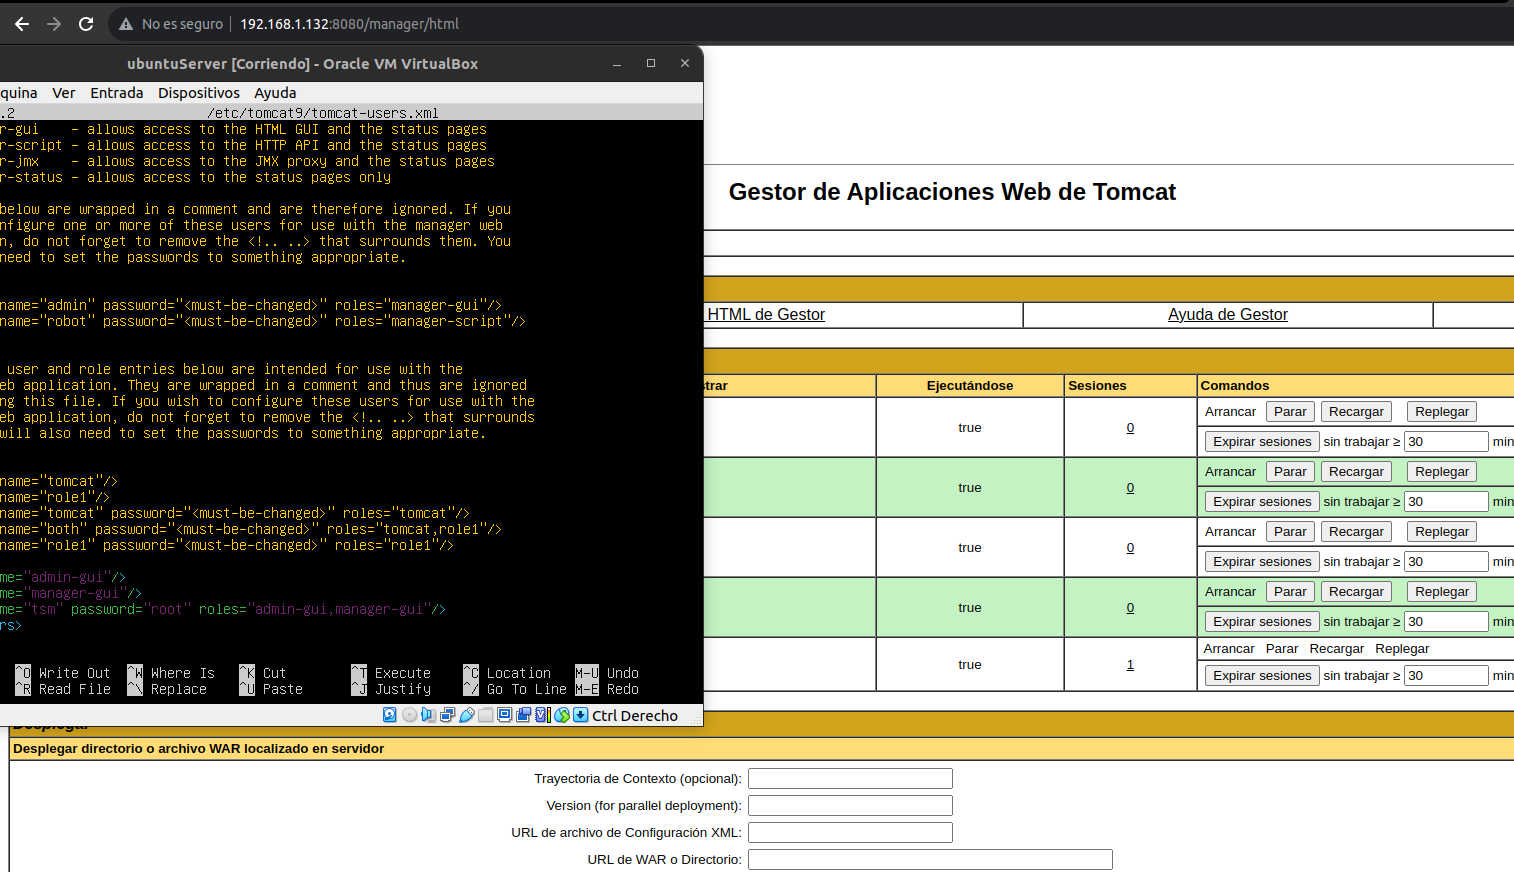 No es seguro 192.168.1.132:8080/manager/html
ubuntuServer [Corriendo] - Oracle VM VirtualBox
quina Ver Entrada Dispositivos Ayuda
.2 /etc/tomcat9/tomcat-users.xml
r-gui - allows access to the HTML GUI and the status pages
r-script - allows access to the HTTP API and the status pages
r-jmx - allows access to the JMX proxy and the status pages
r-status - allows access to the status pages only
below are wrapped in a comment and are therefore ignored. If you
nfigure one or more of these users for use with the manager web
n, do not forget to remove the <!.. ..> that surrounds them. You
need to set the passwords to something appropriate.
name="admin" password="<must-be-changed>" roles="manager-gui"/>
name="robot" password="<must-be-changed>" roles="manager-script"/>
user and role entries below are intended for use with the
eb application. They are wrapped in a comment and thus are ignored
ng this file. If you wish to configure these users for use with the
eb application, do not forget to remove the <!.. ..> that surrounds
will also need to set the passwords to something appropriate.
name="tomcat"/>
name="role1"/>
name="tomcat" password="<must-be-changed>" roles="tomcat"/>
name="both" password="<must-be-changed>" roles="tomcat,role1"/>
name="role1" password="<must-be-changed>" roles="role1"/>
me="admin-gui"/>
me="manager-gui"/>
me="tsm" password="root" roles="admin-gui,manager-gui"/>
rs>
^O Write Out ^W Where Is ^K Cut ^T Execute ^C Location M-U Undo
^R Read File ^\ Replace ^U Paste ^J Justify ^/ Go To Line M-E Redo
Ctrl Derecho
Gestor de Aplicaciones Web de Tomcat
HTML de Gestor Ayuda de Gestor
strar Ejecutándose Sesiones Comandos
true 0 Arrancar Parar Recargar Replegar
Expirar sesiones sin trabajar ≥ 30 min
true 0 Arrancar Parar Recargar Replegar
Expirar sesiones sin trabajar ≥ 30 min
true 0 Arrancar Parar Recargar Replegar
Expirar sesiones sin trabajar ≥ 30 min
true 0 Arrancar Parar Recargar Replegar
Expirar sesiones sin trabajar ≥ 30 min
true 1 Arrancar Parar Recargar Replegar
Expirar sesiones sin trabajar ≥ 30 min
Desplegar
Desplegar directorio o archivo WAR localizado en servidor
Trayectoria de Contexto (opcional):
Version (for parallel deployment):
URL de archivo de Configuración XML:
URL de WAR o Directorio: